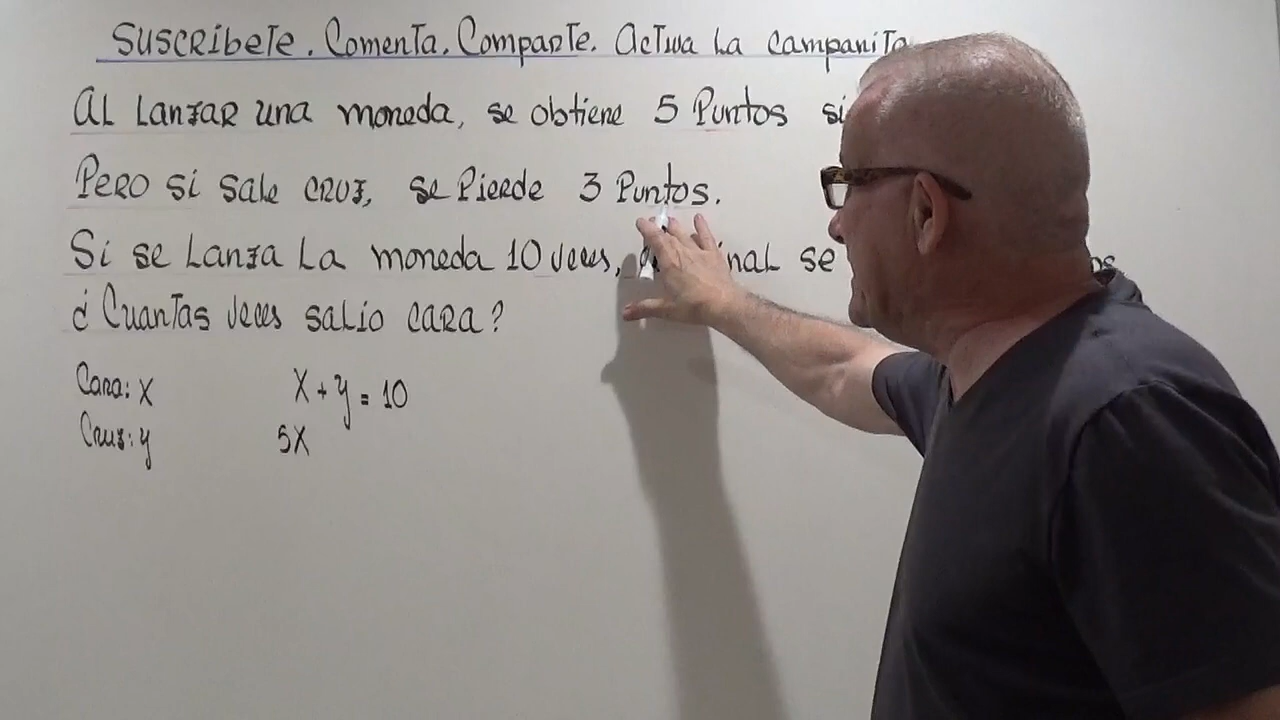 Suscribete. Comenta. Comparte. Activa la campanita
Al lanzar una moneda, se obtiene 5 Puntos si
Pero si sale cruz, se Pierde 3 Puntos.
Si se lanza la moneda 10 veces, se
¿Cuantas veces salio cara?
Cara: x
x + y = 10
Cruz: y
5x